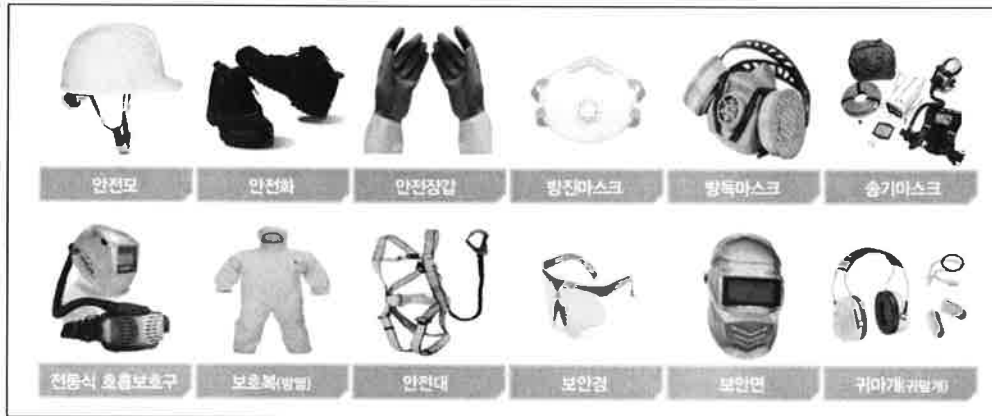 안전모
안전화
안전장갑
방진마스크
방독마스크
송기마스크
전동식 호흡보호구
보호복(방열)
안전대
보안경
보안면
귀마개(귀덮개)